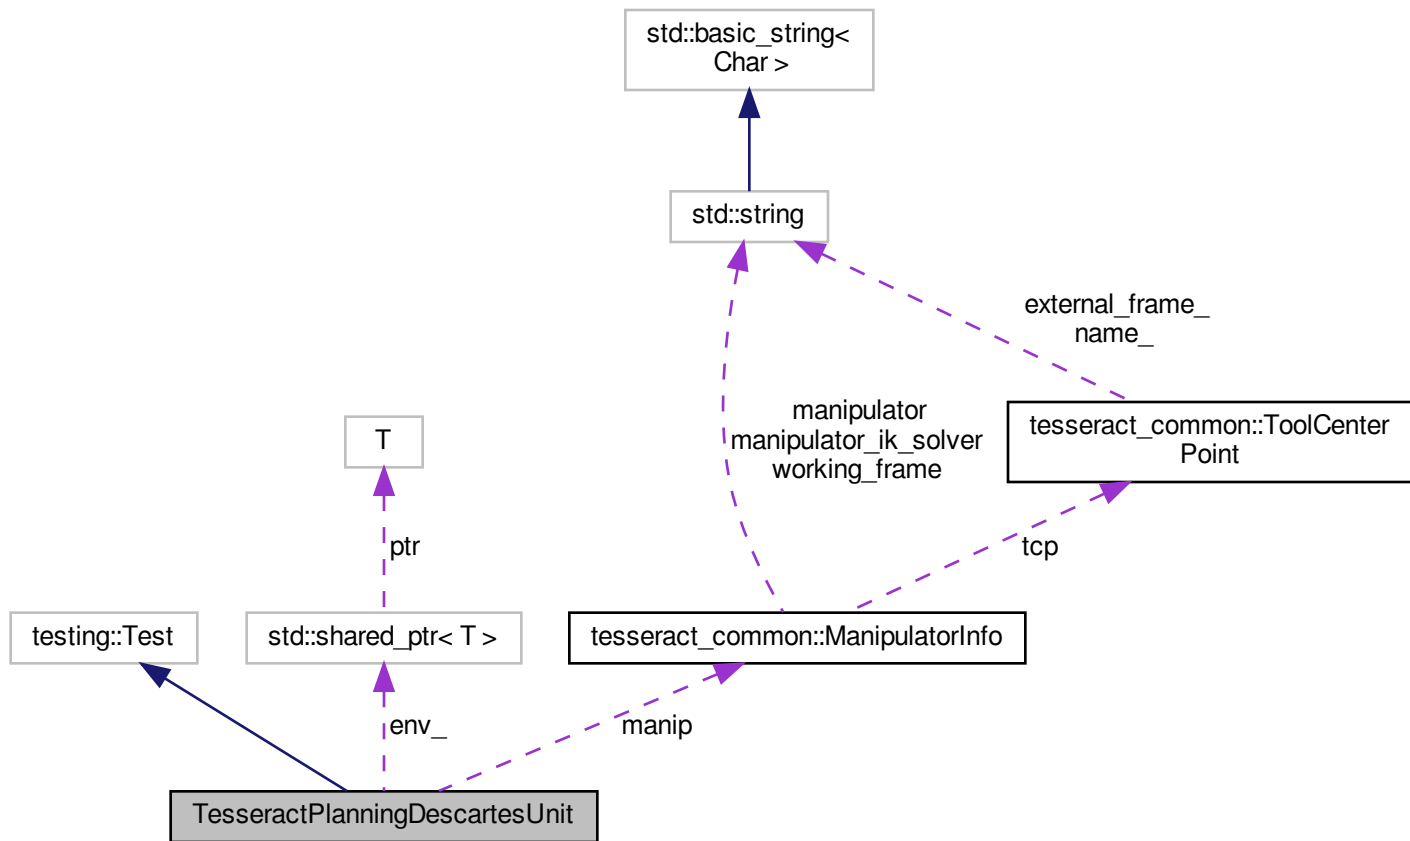 std::basic_string<
Char >
std::string
external_frame_
name_
manipulator
manipulator_ik_solver
working_frame
tesseract_common::ToolCenter
Point
T
ptr
tcp
testing::Test
std::shared_ptr< T >
tesseract_common::ManipulatorInfo
env_
manip
TesseractPlanningDescartesUnit